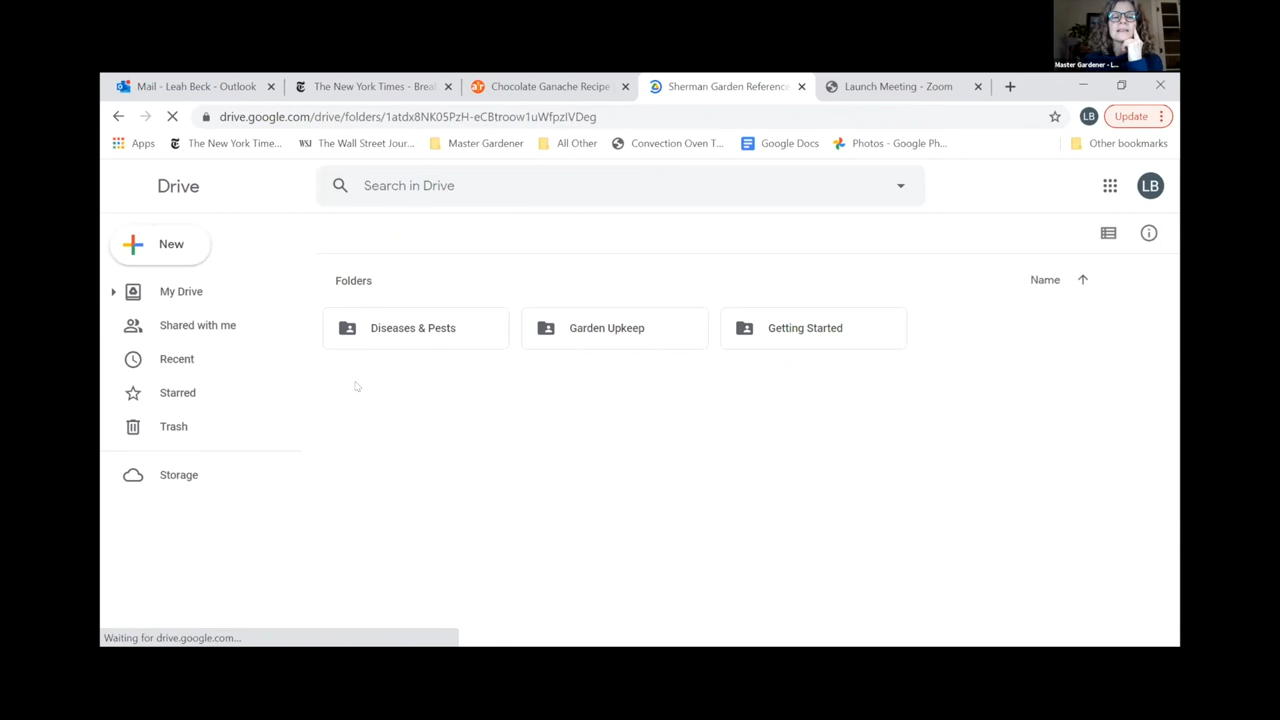 Master Gardener - L...
Mail - Leah Beck - Outlook
The New York Times - Brea
Chocolate Ganache Recipe
Sherman Garden Reference
Launch Meeting - Zoom
drive.google.com/drive/folders/1atdx8NK05PzH-eCBtroow1uWfpzIVDeg
LB
Update
Apps
The New York Time...
WSJ
The Wall Street Jour...
Master Gardener
All Other
Convection Oven T...
Google Docs
Photos - Google Ph...
Other bookmarks
Drive
Search in Drive
LB
New
My Drive
Shared with me
Recent
Starred
Trash
Storage
Folders
Name
Diseases & Pests
Garden Upkeep
Getting Started
Waiting for drive.google.com...